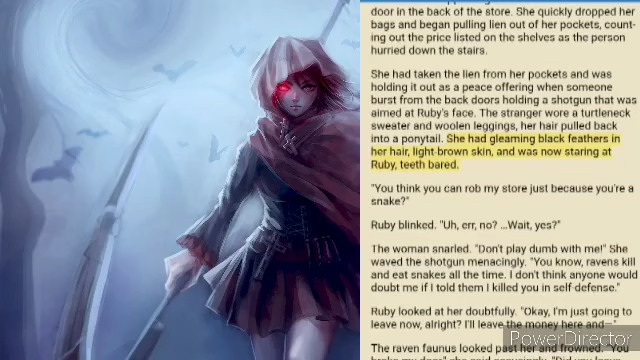 door in the back of the store. She quickly dropped her
bags and began pulling lien out of her pockets, count-
ing out the price listed on the shelves as the person
hurried down the stairs.
She had taken the lien from her pockets and was
holding it out as a peace offering when someone
burst from the back doors holding a shotgun that was
aimed at Ruby's face. The stranger wore a turtleneck
sweater and woolen leggings, her hair pulled back
into a ponytail. She had gleaming black feathers in
her hair, light-brown skin, and was now staring at
Ruby, teeth bared.
"You think you can rob my store just because you're a
snake?"
Ruby blinked. "Uh, err, no? ...Wait, yes?"
The woman snarled. "Don't play dumb with me!" She
waved the shotgun menacingly. "You know, ravens kill
and eat snakes all the time. I don't think anyone would
doubt me if I told them I killed you in self-defense."
Ruby looked at her doubtfully. "Okay, I'm just going to
leave now, alright? I'll leave the money here and—"
PowerDirector
The raven faunus looked past her and frowned. "You